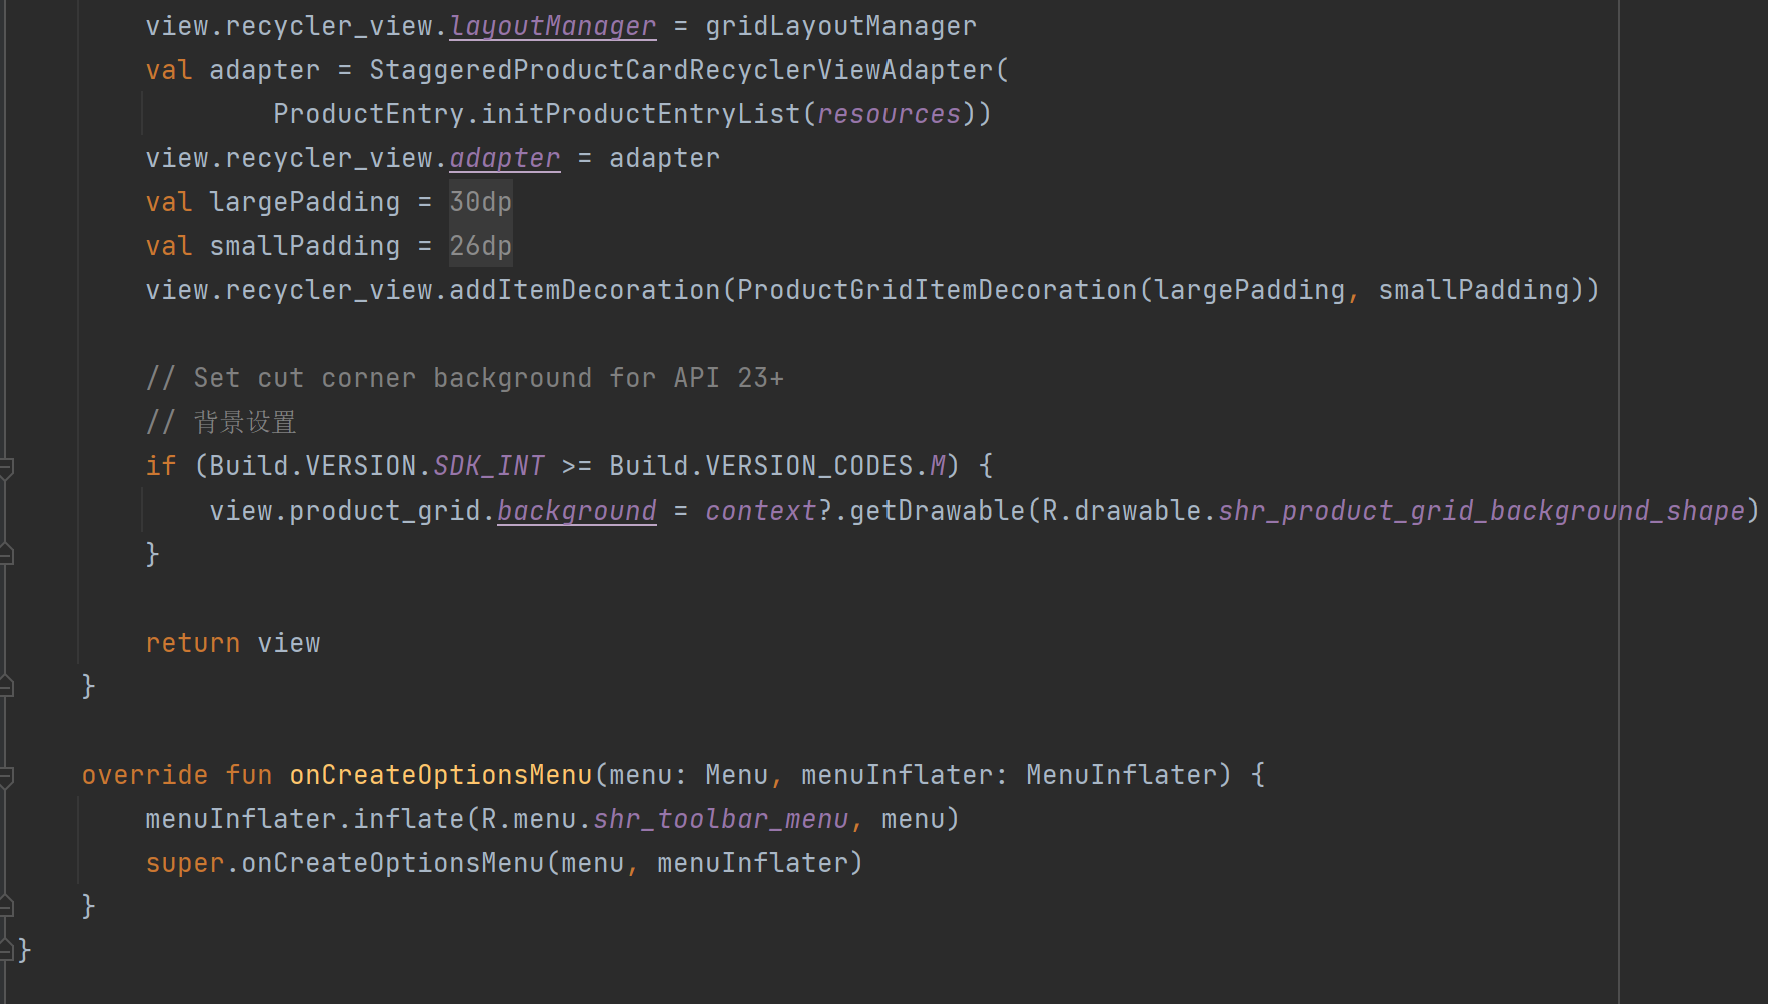 view.recycler_view.layoutManager = gridLayoutManager
val adapter = StaggeredProductCardRecyclerViewAdapter(
ProductEntry.initProductEntryList(resources))
view.recycler_view.adapter = adapter
val largePadding = 30dp
val smallPadding = 26dp
view.recycler_view.addItemDecoration(ProductGridItemDecoration(largePadding, smallPadding))
// Set cut corner background for API 23+
// 背景设置
if (Build.VERSION.SDK_INT >= Build.VERSION_CODES.M) {
view.product_grid.background = context?.getDrawable(R.drawable.shr_product_grid_background_shape)
}
return view
}
override fun onCreateOptionsMenu(menu: Menu, menuInflater: MenuInflater) {
menuInflater.inflate(R.menu.shr_toolbar_menu, menu)
super.onCreateOptionsMenu(menu, menuInflater)
}
}